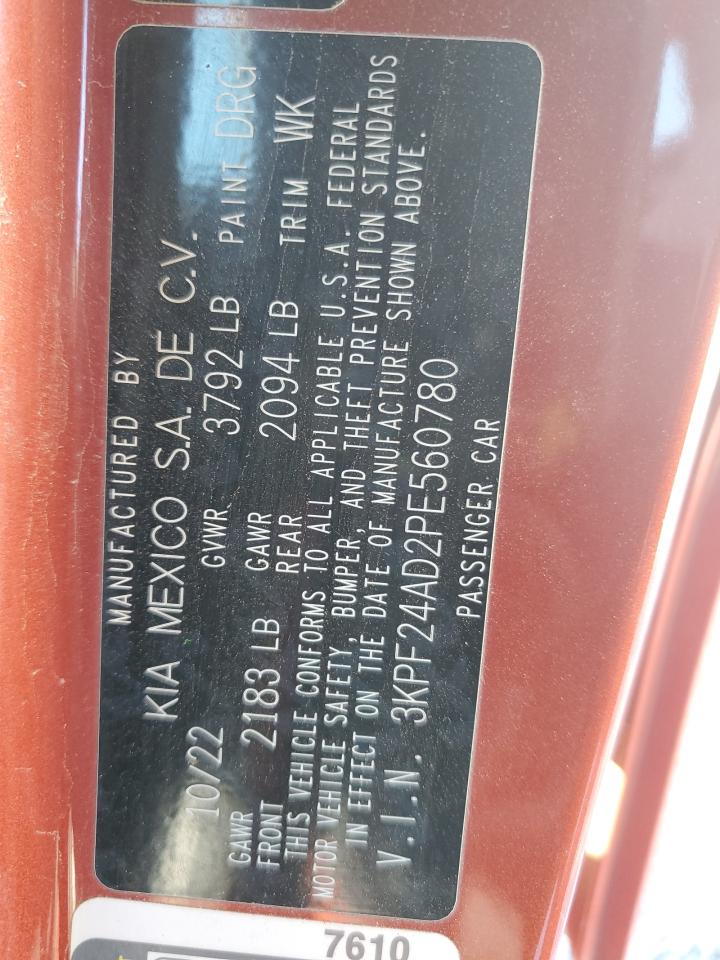 MANUFACTURED BY
KIA MEXICO S.A. DE C.V.
10/22 GVWR 3792 LB PAINT DRG
GAWR FRONT 2183 LB GAWR REAR 2094 LB TRIM WK
THIS VEHICLE CONFORMS TO ALL APPLICABLE U.S.A. FEDERAL
MOTOR VEHICLE SAFETY, BUMPER, AND THEFT PREVENTION STANDARDS
IN EFFECT ON THE DATE OF MANUFACTURE SHOWN ABOVE.
V.I.N. 3KPF24AD2PE560780
PASSENGER CAR
7610